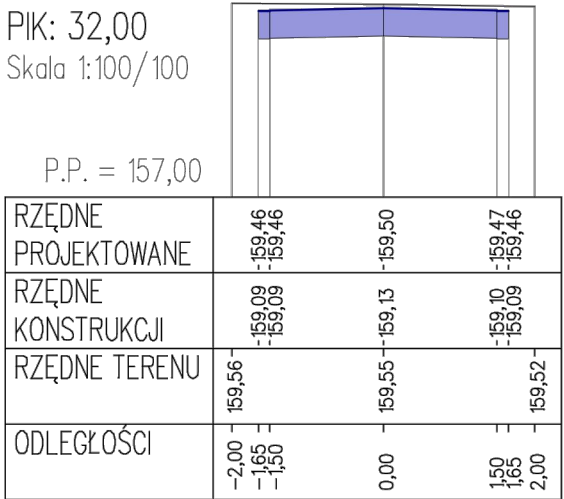 PIK: 32,00
Skala 1:100/100
P.P. = 157,00
RZĘDNE PROJEKTOWANE
159,46 159,46 159,50 159,47 159,46
RZĘDNE KONSTRUKCJI
159,09 159,09 159,13 159,10 159,09
RZĘDNE TERENU
159,56 159,55 159,52
ODLEGŁOŚCI
-2,00 -1,65 -1,50 0,00 1,50 1,65 2,00